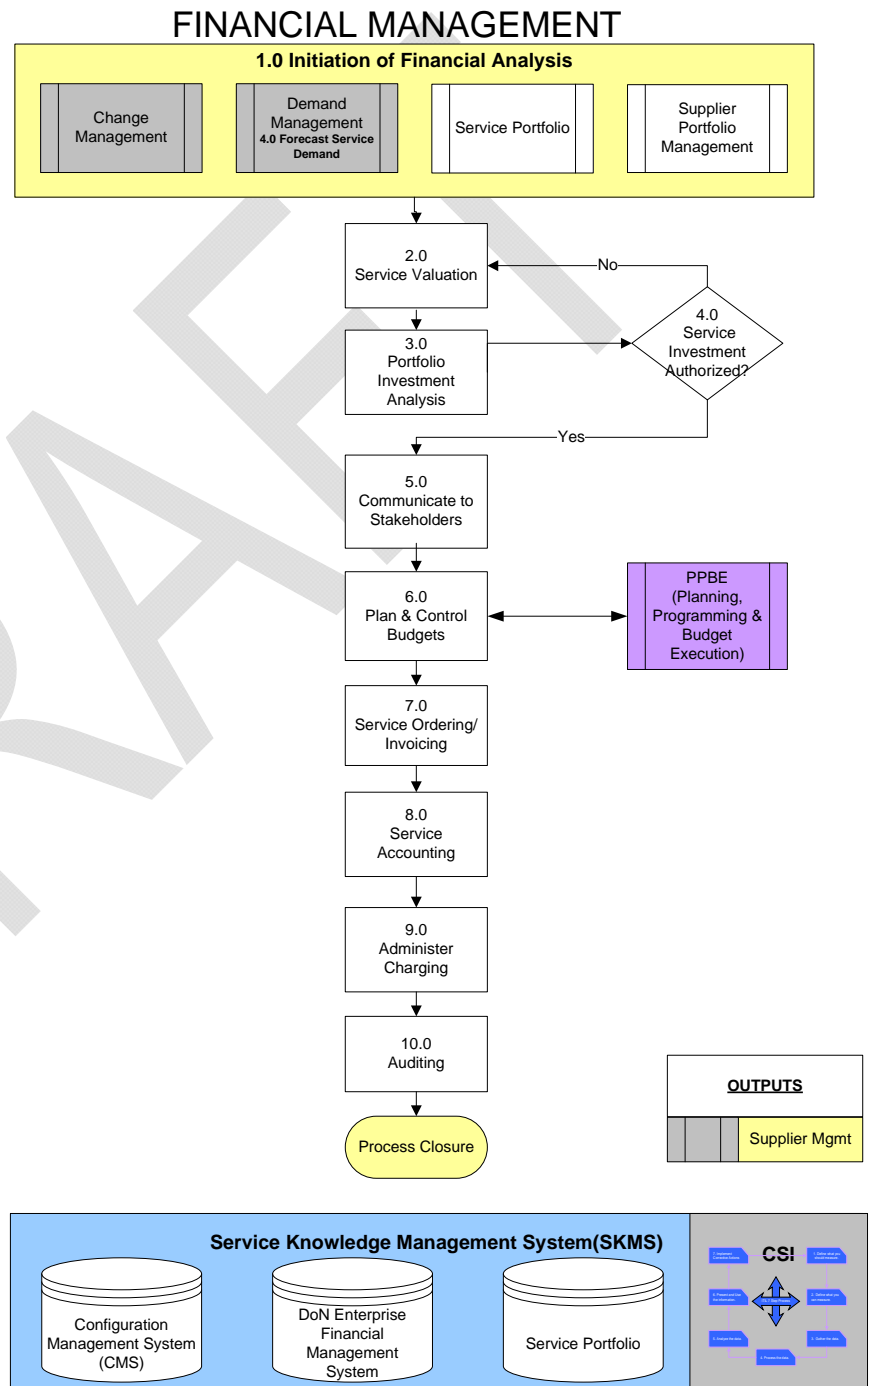 FINANCIAL MANAGEMENT
1.0 Initiation of Financial Analysis
Change
Management
Demand
Management
4.0 Forecast Service
Demand
Service Portfolio
Supplier
Portfolio
Management
2.0
Service Valuation
No
4.0
Service
Investment
Authorized?
3.0
Portfolio
Investment
Analysis
Yes
5.0
Communicate to
Stakeholders
6.0
Plan & Control
Budgets
PPBE
(Planning,
Programming &
Budget
Execution)
7.0
Service Ordering/
Invoicing
8.0
Service
Accounting
9.0
Administer
Charging
10.0
Auditing
OUTPUTS
Supplier Mgmt
Process Closure
Service Knowledge Management System(SKMS)
Configuration
Management System
(CMS)
DoN Enterprise
Financial
Management
System
Service Portfolio
CSI